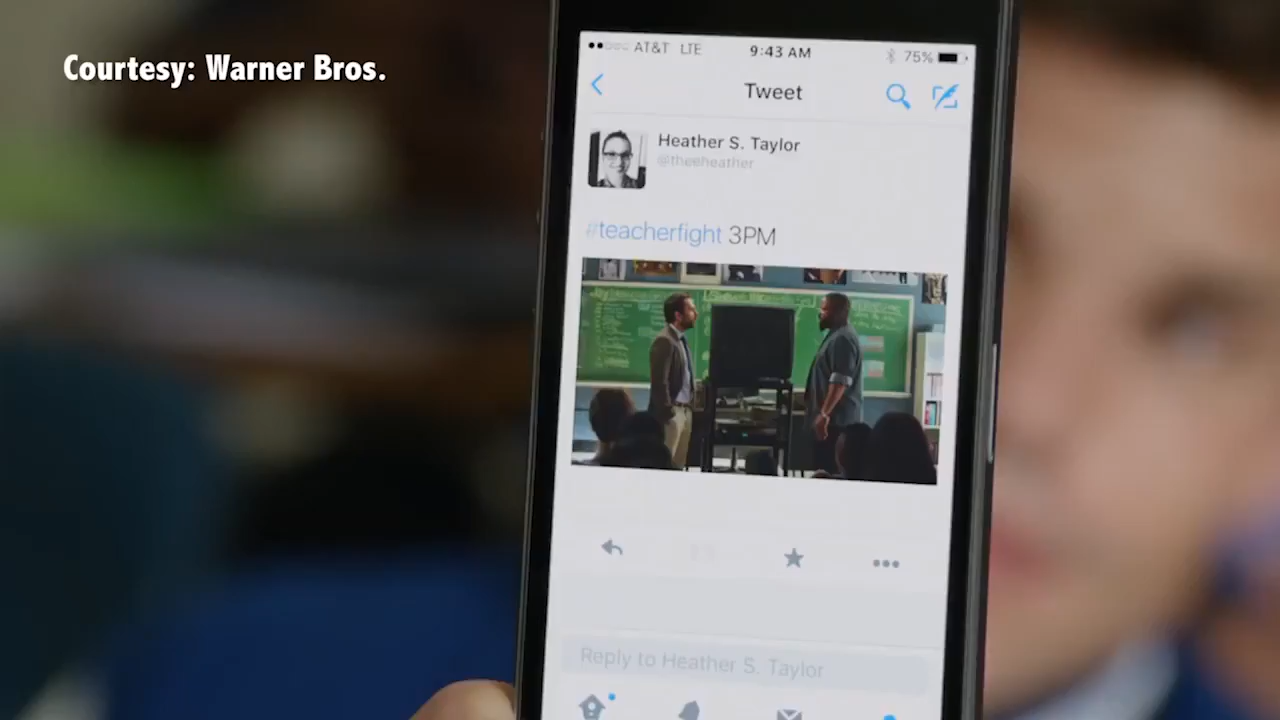 Courtesy: Warner Bros.
AT&T LTE 9:43 AM 75%
Tweet
Heather S. Taylor
@theeheather
#teacherfight 3PM
Reply to Heather S. Taylor